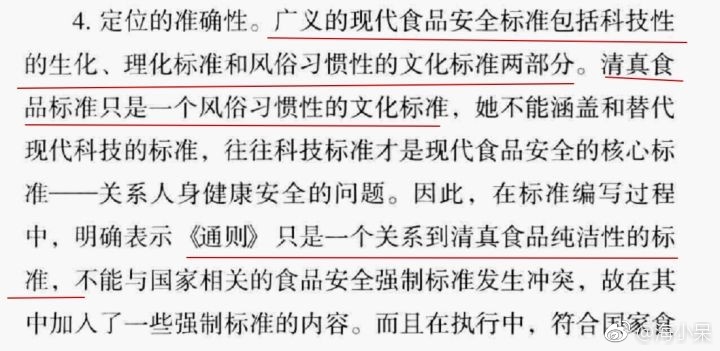 4. 定位的准确性。广义的现代食品安全标准包括科技性
的生化、理化标准和风俗习惯性的文化标准两部分。清真食
品标准只是一个风俗习惯性的文化标准，她不能涵盖和替代
现代科技的标准，往往科技标准才是现代食品安全的核心标
准——关系人身健康安全的问题。因此，在标准编写过程
中，明确表示《通则》只是一个关系到清真食品纯洁性的标
准，不能与国家相关的食品安全强制标准发生冲突，故在其
中加入了一些强制标准的内容。而且在执行中，符合国家食
@海小呆